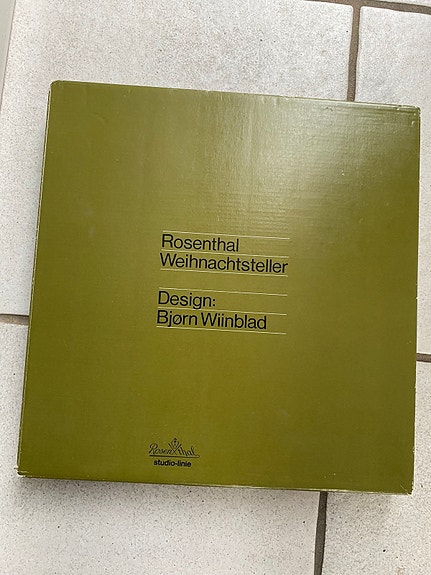 Rosenthal
Weihnachtsteller
Design:
Bjørn Wiinblad
Rosenthal
studio-linie